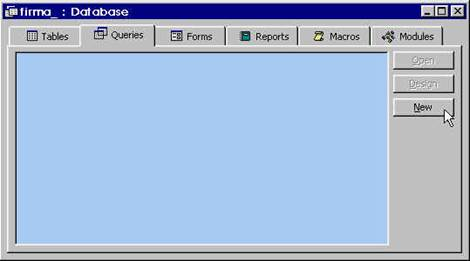 firma_ : Database
Tables Queries Forms Reports Macros Modules
Open
Design
New